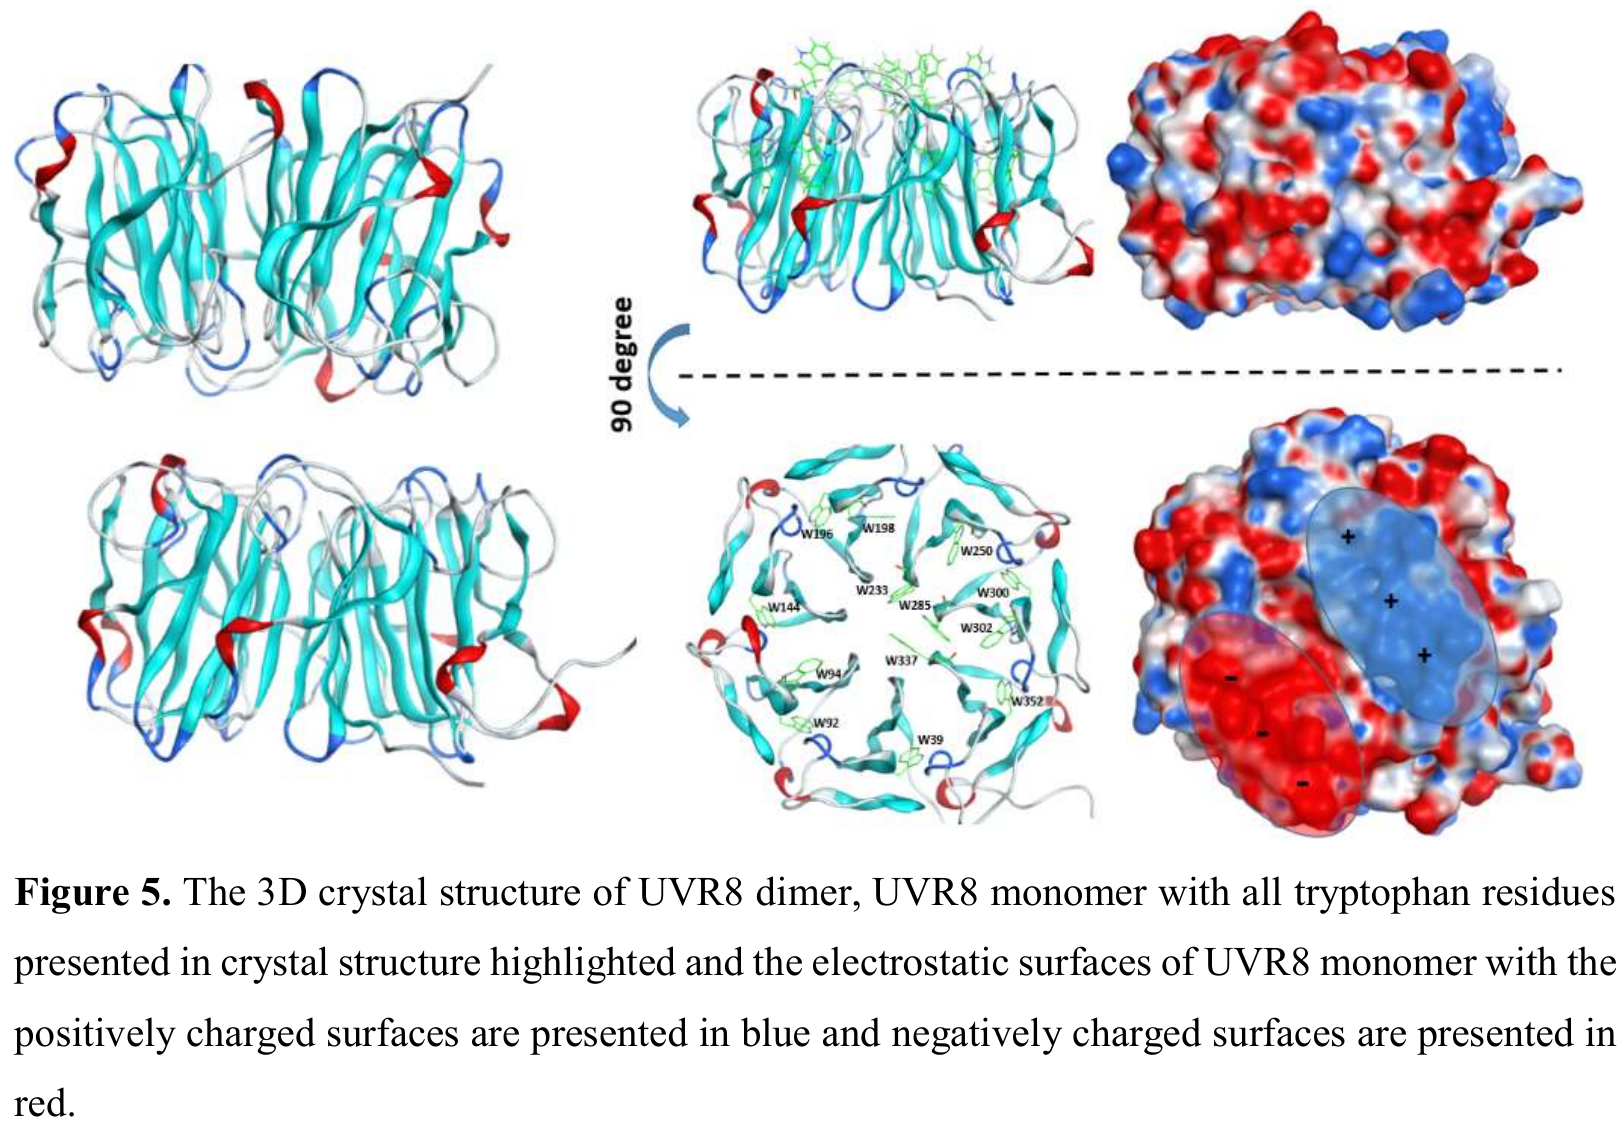 90 degree
W196
W198
W250
W233
W285
W300
W144
W302
W337
W94
W352
W92
W39
+
+
+
-
-
-
Figure 5. The 3D crystal structure of UVR8 dimer, UVR8 monomer with all tryptophan residues
presented in crystal structure highlighted and the electrostatic surfaces of UVR8 monomer with the
positively charged surfaces are presented in blue and negatively charged surfaces are presented in
red.